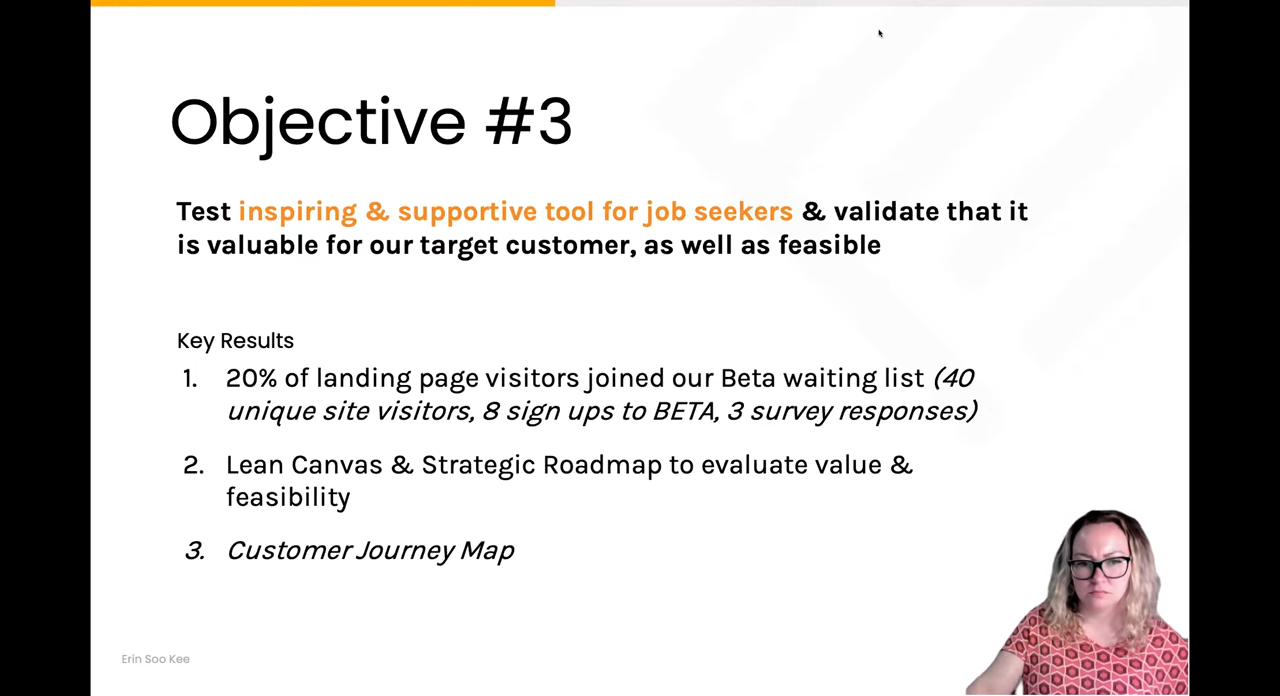 Objective #3
Test inspiring & supportive tool for job seekers & validate that it
is valuable for our target customer, as well as feasible
Key Results
1. 20% of landing page visitors joined our Beta waiting list (40
unique site visitors, 8 sign ups to BETA, 3 survey responses)
2. Lean Canvas & Strategic Roadmap to evaluate value &
feasibility
3. Customer Journey Map
Erin Soo Kee